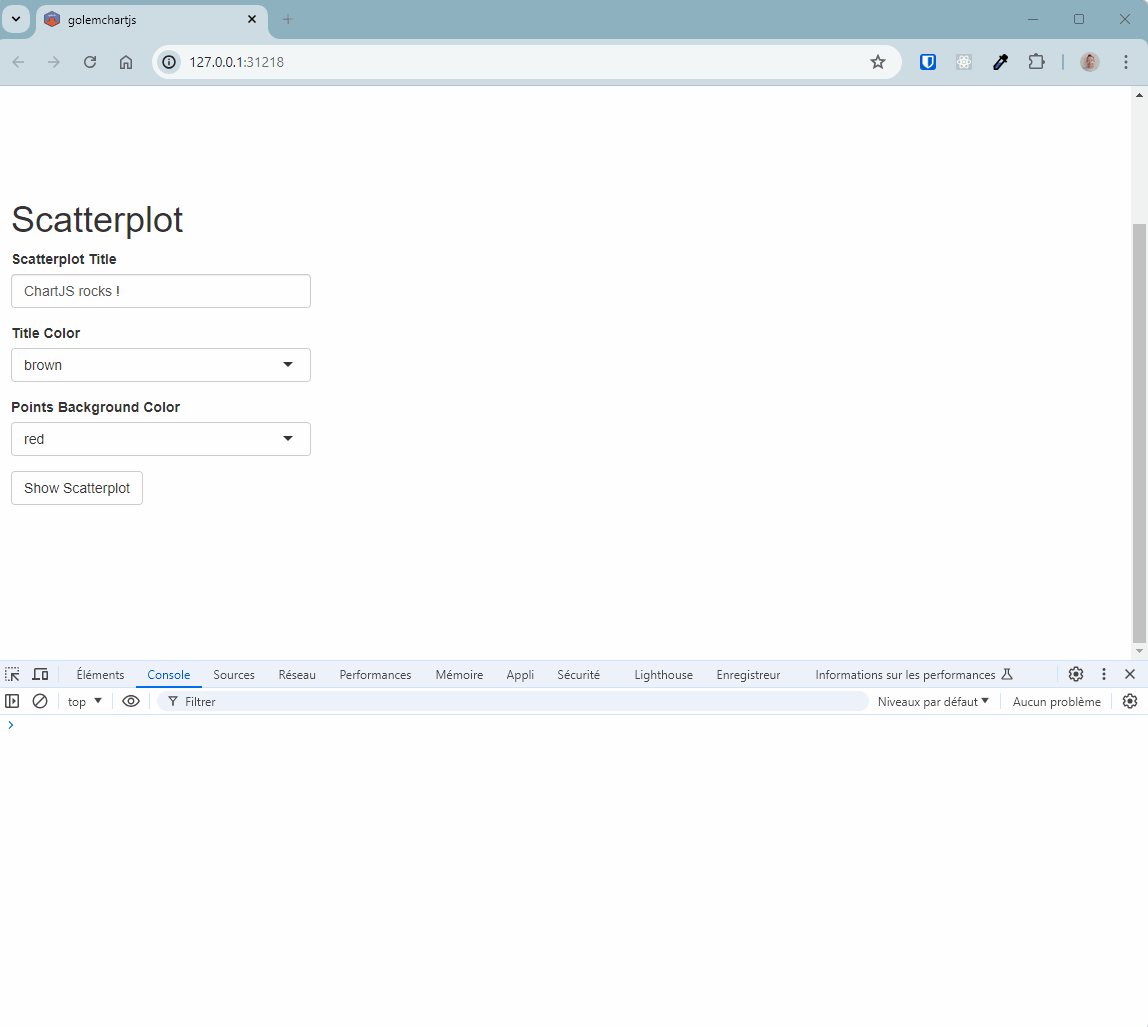 golemchartjs
127.0.0.1:31218
Scatterplot
Scatterplot Title
ChartJS rocks !
Title Color
brown
Points Background Color
red
Show Scatterplot
Éléments Console Sources Réseau Performances Mémoire Appli Sécurité Lighthouse Enregistreur Informations sur les performances
top Filtrer Niveaux par défaut Aucun problème